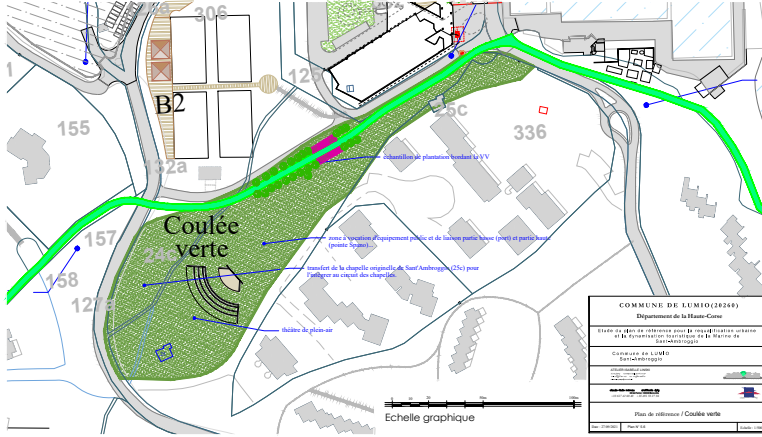 306
125
B2
155
25c
336
132a
échantillon de plantation bordant la VV
Coulée
verte
157
zone à vocation d'équipement public et de liaison partie basse (port) et partie haute
(pointe Spano)...
158
transfert de la chapelle originelle de Sant'Ambroggio (25c) pour
l'intégrer au circuit des chapelles.
127a
théâtre de plein-air
Echelle graphique
COMMUNE DE LUMIO (20260)
Département de la Haute-Corse
Etude du plan de référence pour la requalification urbaine
et la dynamisation touristique de la Marine de
Sant-Ambroggio
Commune de LUMIO
Sant-Ambroggio
Plan de référence / Coulée verte